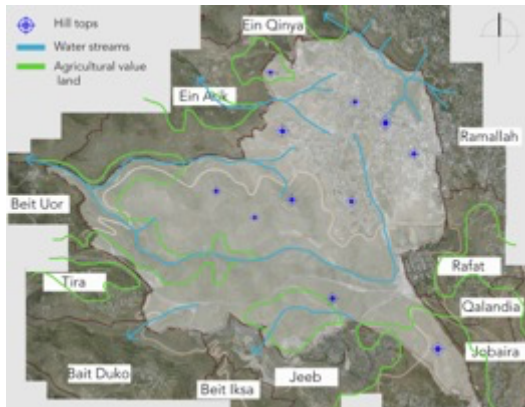 Hill tops
Water streams
Agricultural value
land
Ein Qinya
Ein Arik
Ramallah
Beit Uor
Rafat
Tira
Qalandia
Jobaira
Bait Duko
Jeeb
Beit Iksa